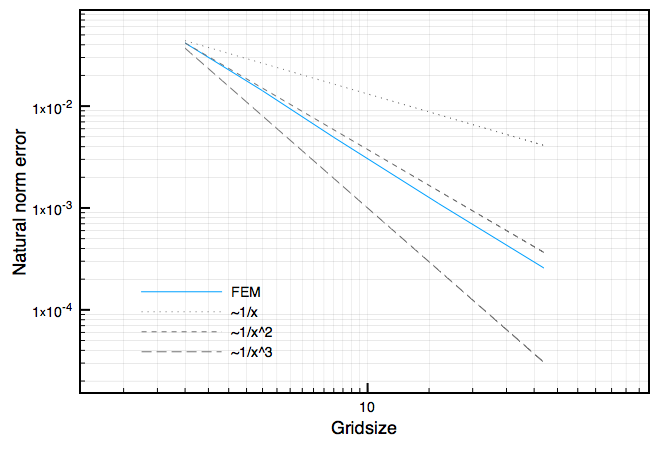 Natural norm error
1x10^-2
1x10^-3
1x10^-4
FEM
~1/x
~1/x^2
~1/x^3
10
Gridsize